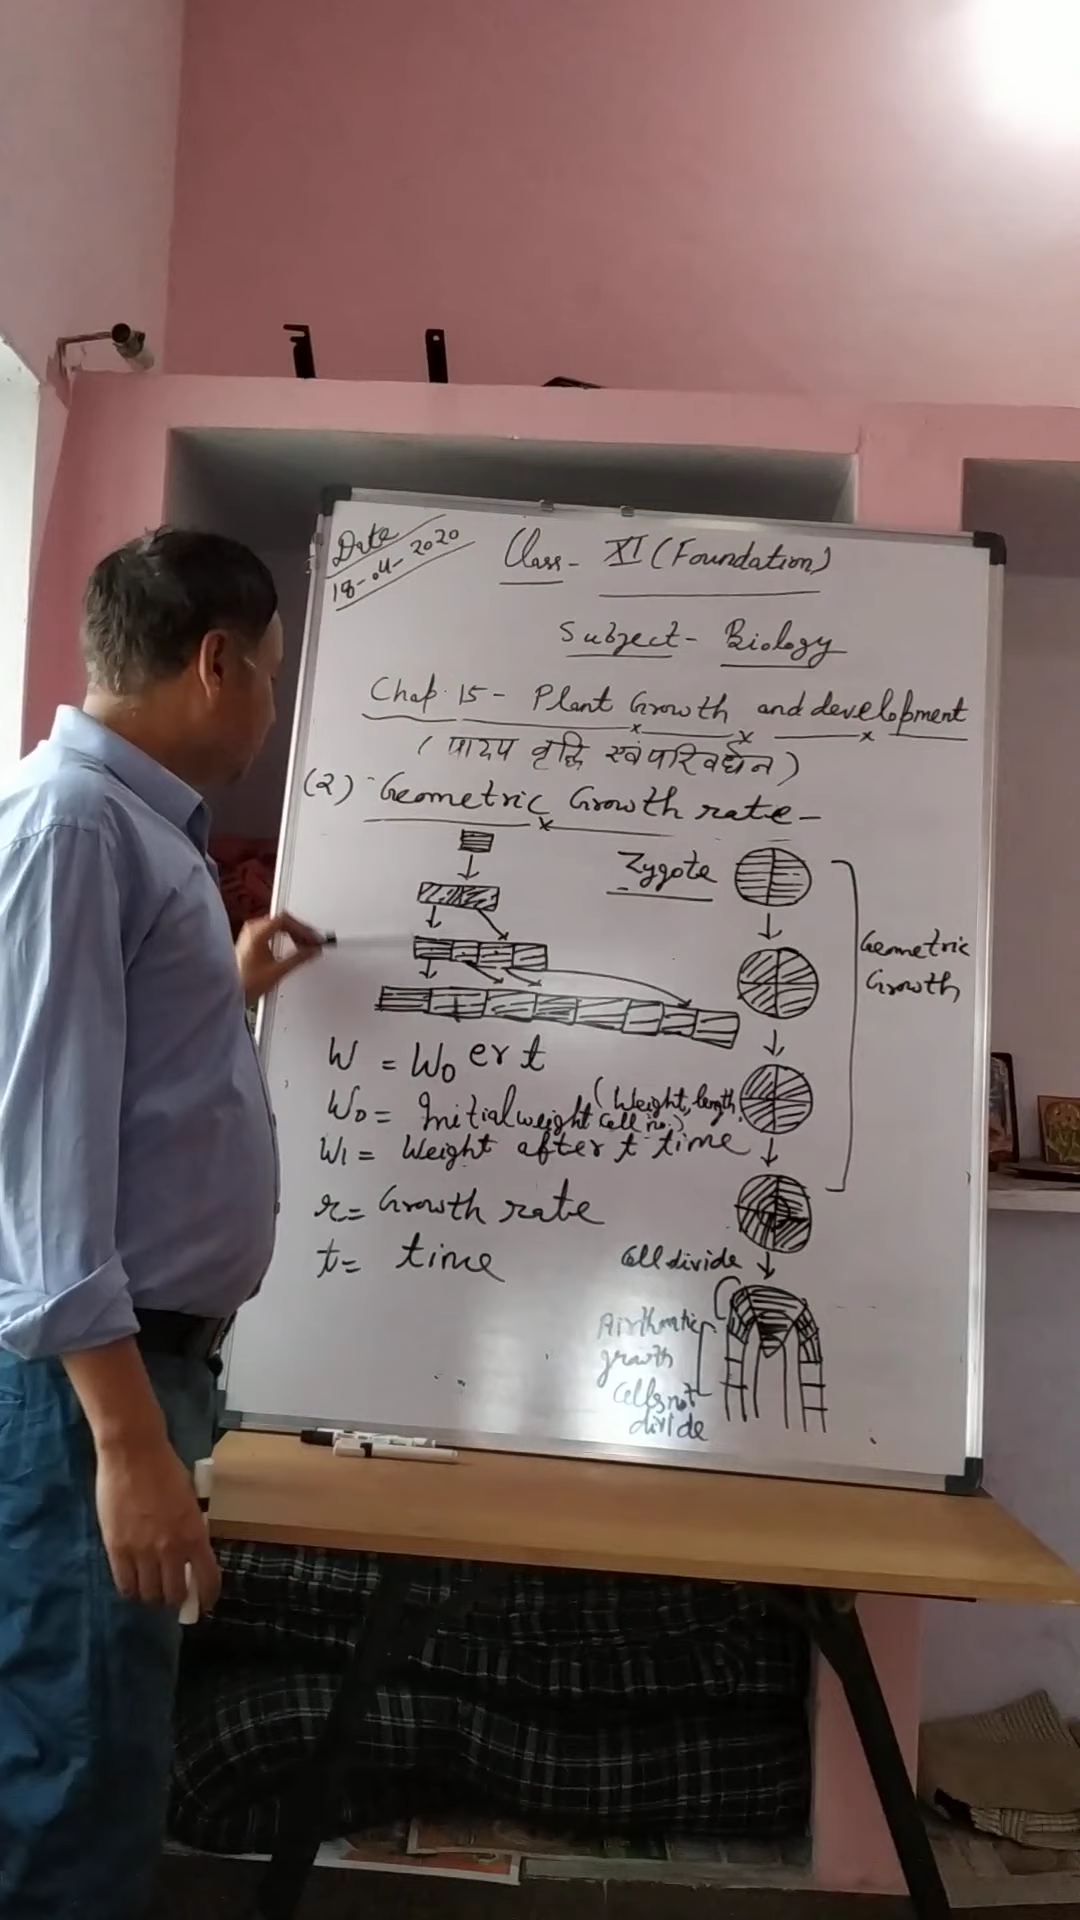 Date
18-04-2020
Class- XI (Foundation)
Subject- Biology
Chap. 15 - Plant Growth and development
(पादप वृद्धि एवं परिवर्धन)
(2) Geometric Growth rate-
Zygote
Geometric
Growth
W = W0 ert
W0 = Initial weight (Weight, length, Cell no.)
W1 = Weight after t time
r = Growth rate
t = time
Cell divide
Airthmatic
growth
Cells not
divide